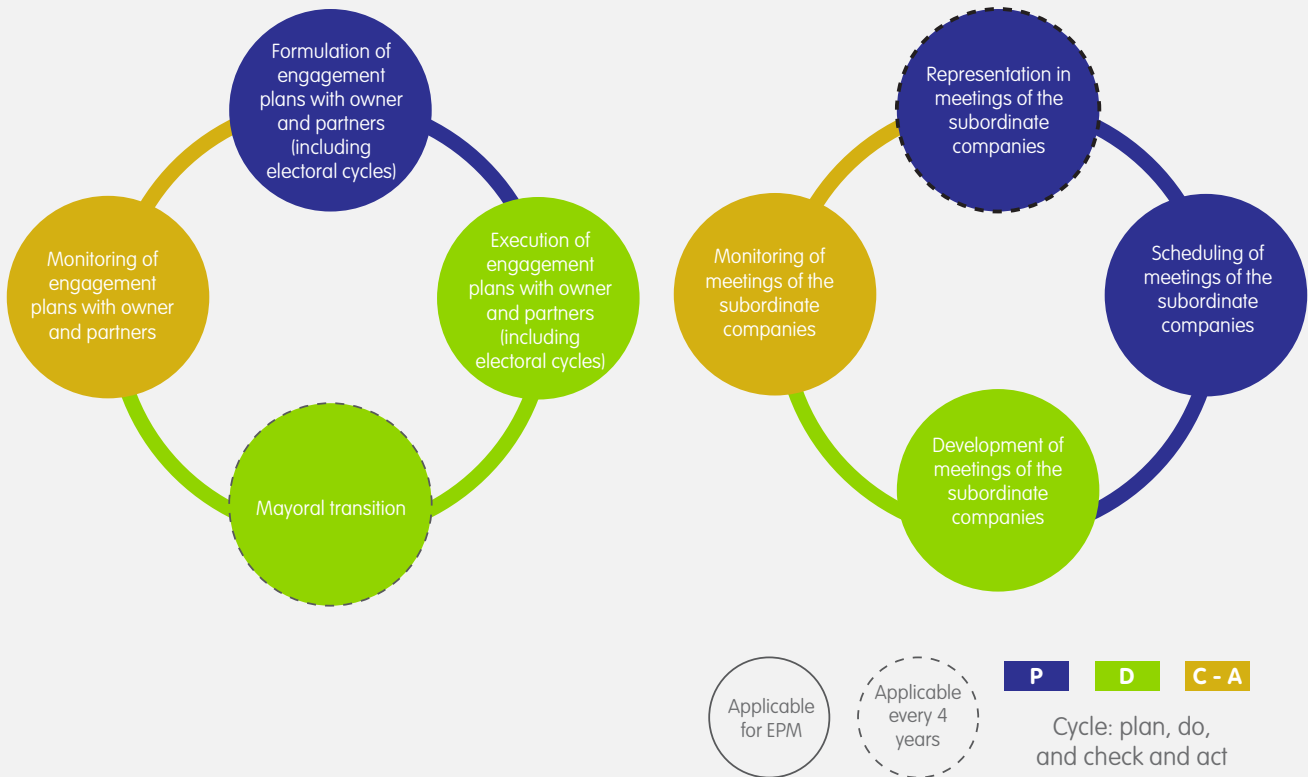 Formulation of
engagement
plans with owner
and partners
(including
electoral cycles)
Execution of
engagement
plans with owner
and partners
(including
electoral cycles)
Mayoral transition
Monitoring of
engagement
plans with owner
and partners
Representation in
meetings of the
subordinate
companies
Scheduling of
meetings of the
subordinate
companies
Development of
meetings of the
subordinate
companies
Monitoring of
meetings of the
subordinate
companies
Applicable
for EPM
Applicable
every 4
years
P
D
C - A
Cycle: plan, do,
and check and act